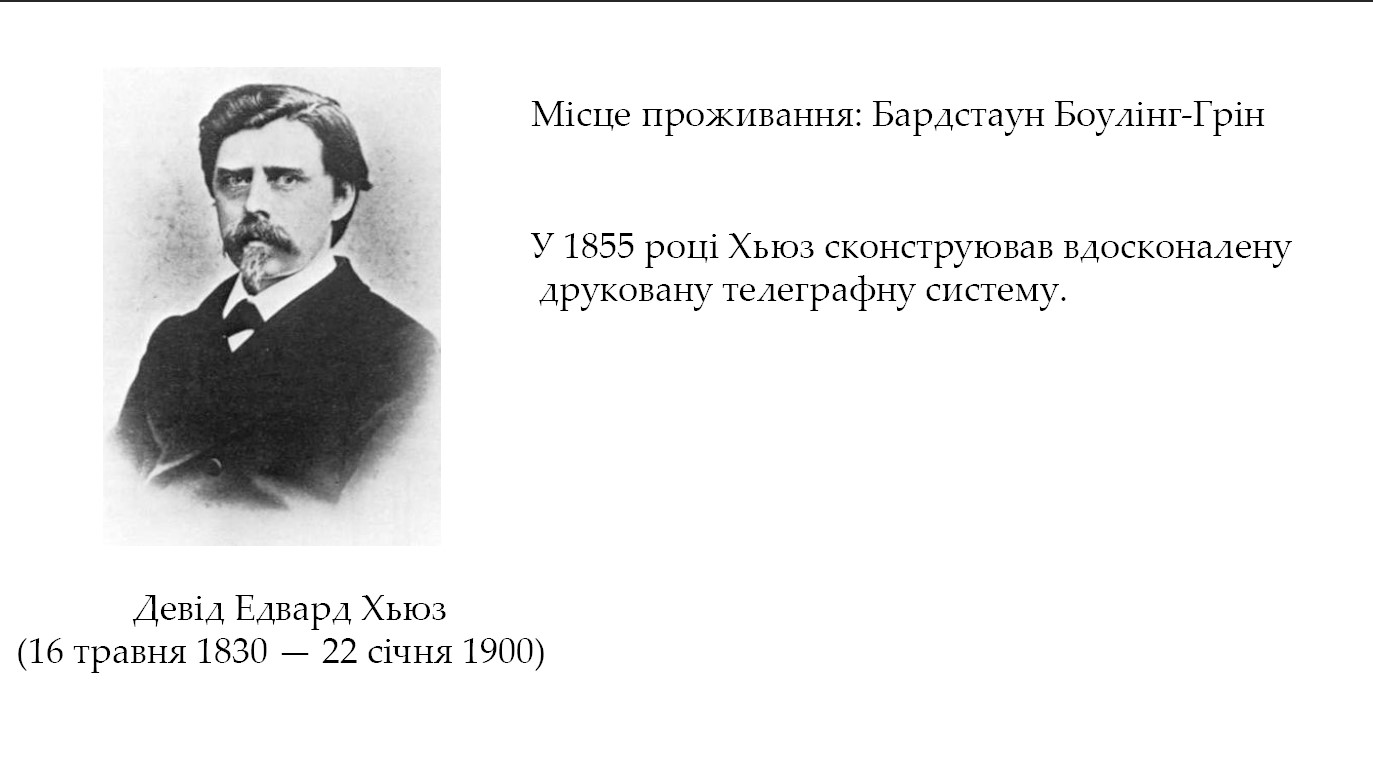 Місце проживання: Бардстаун Боулінг-Грін
У 1855 році Хьюз сконструював вдосконалену
друковану телеграфну систему.
Девід Едвард Хьюз
(16 травня 1830 — 22 січня 1900)